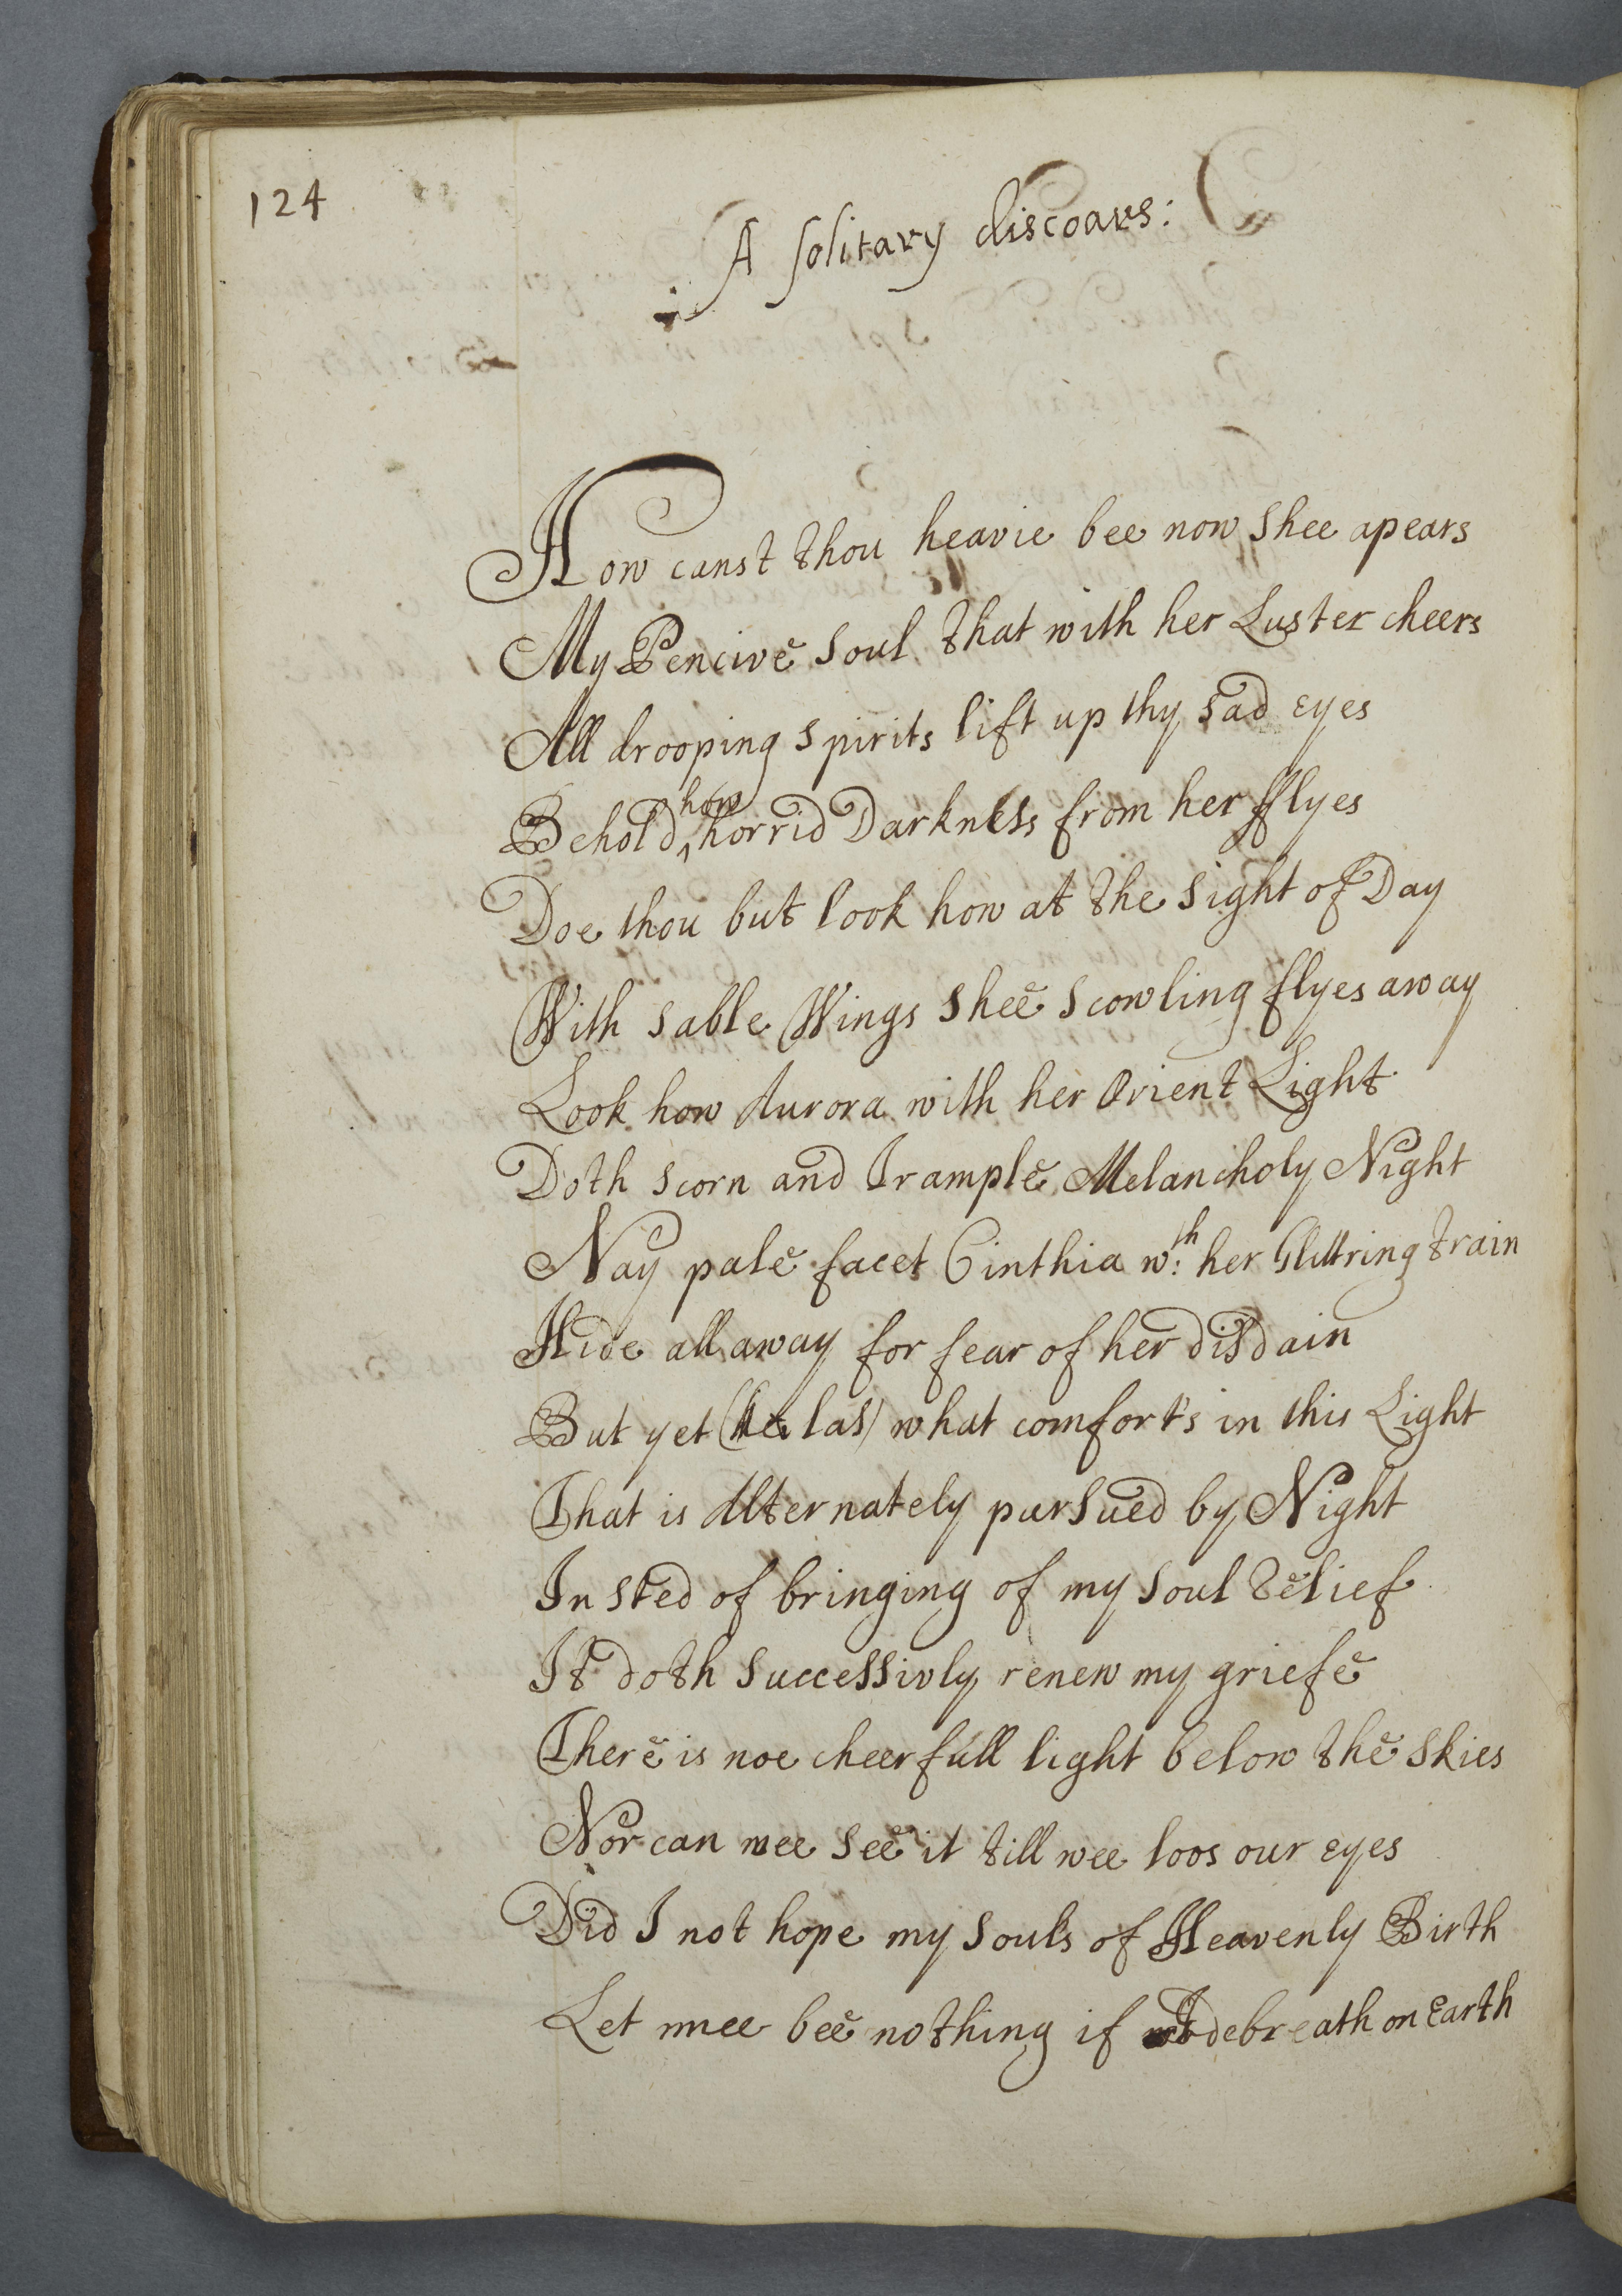 124
A solitary discoars:
How canst thou heavie bee now shee apears
My Pencive soul that with her Luster cheers
All drooping spirits lift up thy sad eyes
Behold ^how horrid Darkness from her fflyes
Doe thou but look how at the sight of Day
With sable Wings shee scowling flyes away
Look how Aurora with her Orient Light
Doth scorn and Trample Melancholy Night
Nay pale facet Cinthia wth: her Glittring train
Hide all away for fear of her disdain
But yet (Alas) what comfort's in this Light
That is Alternately pursued by Night
In sted of bringing of my soul relief
It doth successivly renew my griefe
There is noe cheerfull light below the skies
Nor can wee see it till wee loos our eyes
Did I not hope my souls of Heavenly Birth
Let mee bee nothing if I'de breath on Earth